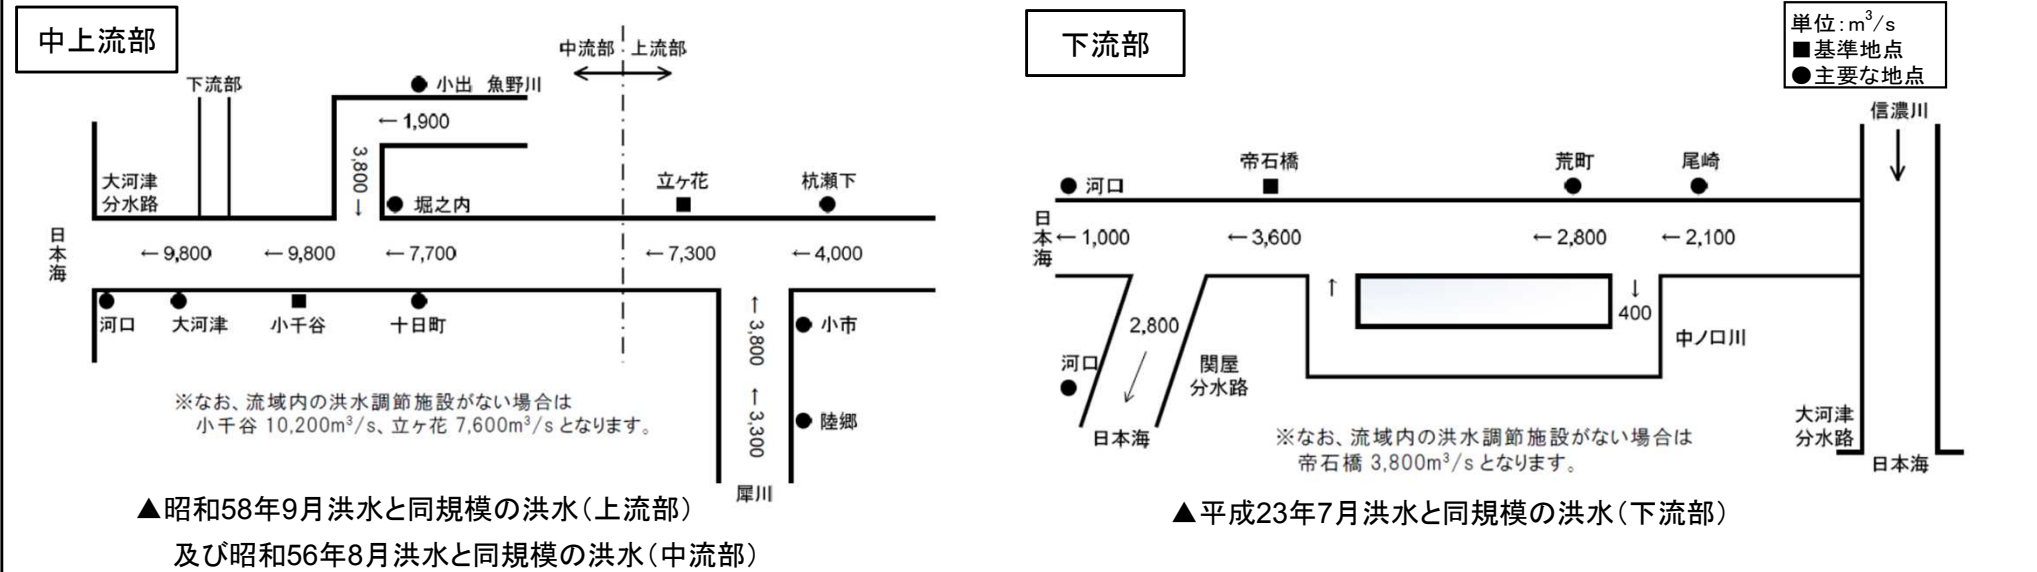 中上流部
中流部 上流部
下流部
●小出 魚野川
←1,900
3,800→
大河津
分水路
●堀之内
立ヶ花
■
杭瀬下
●
日本海
←9,800
←9,800
←7,700
←7,300
←4,000
●河口
●大河津
■小千谷
●十日町
←3,800
●小市
←3,300
●陸郷
犀川
※なお、流域内の洪水調節施設がない場合は
小千谷 10,200m³/s、立ヶ花 7,600m³/sとなります。
▲昭和58年9月洪水と同規模の洪水(上流部)
及び昭和56年8月洪水と同規模の洪水(中流部)
下流部
単位:m³/s
■基準地点
●主要な地点
信濃川
↓
●河口
帝石橋
■
荒町
●
尾崎
●
日本海
←1,000
←3,600
←2,800
←2,100
↑
↓
400
2,800
中ノ口川
河口
●
関屋
分水路
日本海
大河津
分水路
日本海
※なお、流域内の洪水調節施設がない場合は
帝石橋 3,800m³/sとなります。
▲平成23年7月洪水と同規模の洪水(下流部)